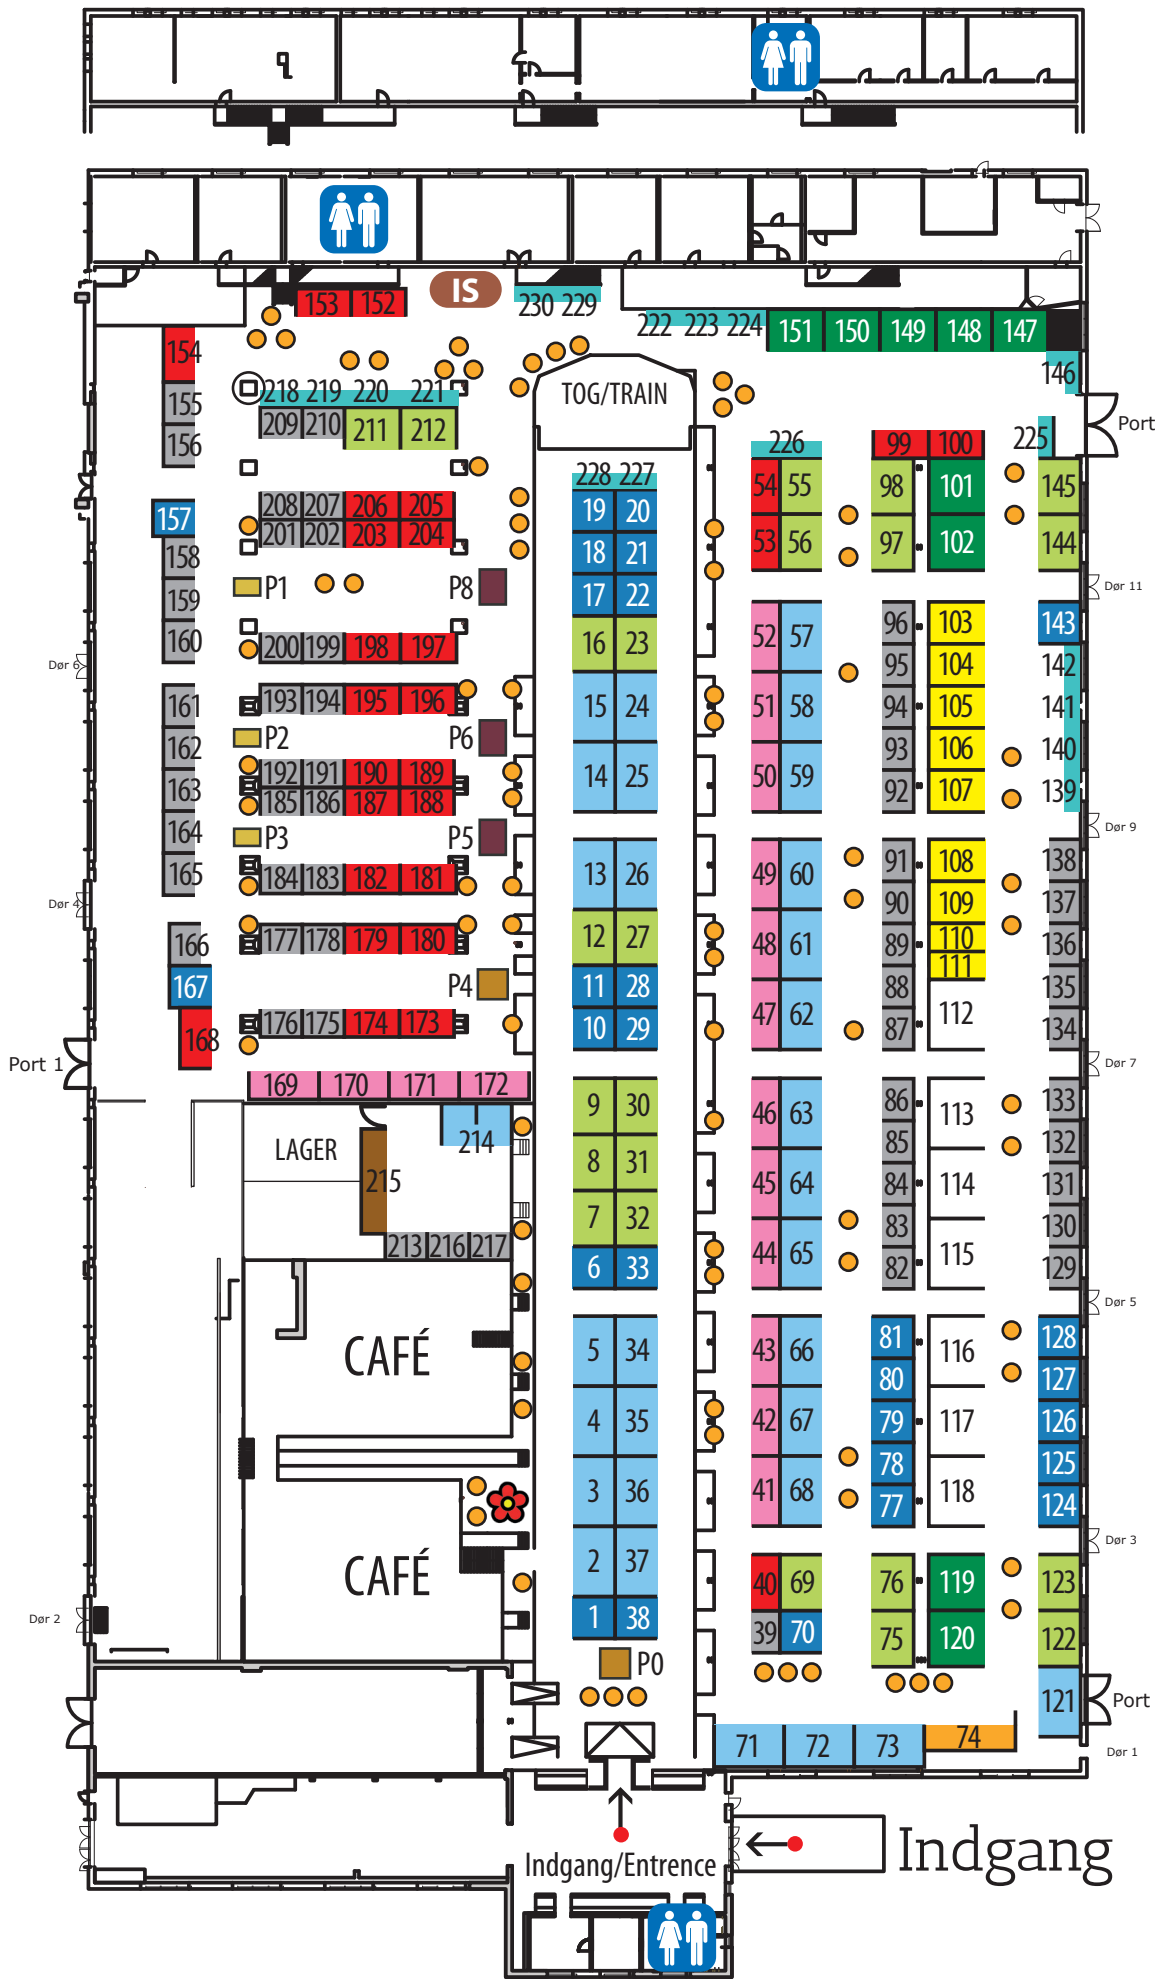 IS
153 152
230 229
222 223 224
151 150 149 148 147
154
146
218 219 220 221
TOG/TRAIN
155
209 210 211 212
156
Port
226
99 100
225
228 227
54 55
98 101
145
208 207 206 205
19 20
157
201 202 203 204
18 21
53 56
97 102
144
158
P1
P8
17 22
Dør 11
159
160
200 199 198 197
16 23
52 57
96 103
143
Dør 6
95 104
142
161
193 194 195 196
15 24
51 58
94 105
141
162
P2
P6
93 106
140
163
192 191 190 189
14 25
50 59
92 107
139
185 186 187 188
164
P3
P5
Dør 9
165
184 183 182 181
13 26
49 60
91 108
138
Dør 4
90 109
137
166
177 178 179 180
12 27
48 61
89 110
136
111
167
P4
11 28
88
135
168
176 175 174 173
10 29
47 62
87 112
134
Port 1
Dør 7
169 170 171 172
9 30
46 63
86 113
133
LAGER
214
85
132
215
8 31
45 64
84 114
131
7 32
83
130
213 216 217
6 33
44 65
82 115
129
Dør 5
CAFÉ
5 34
43 66
81 116
128
80
127
4 35
42 67
79 117
126
78
125
3 36
41 68
77 118
124
Dør 3
CAFÉ
2 37
40 69
76 119
123
Dør 2
1 38
39 70
75 120
122
P0
121
Port
71 72 73 74
Dør 1
Indgang/Entrence
Indgang